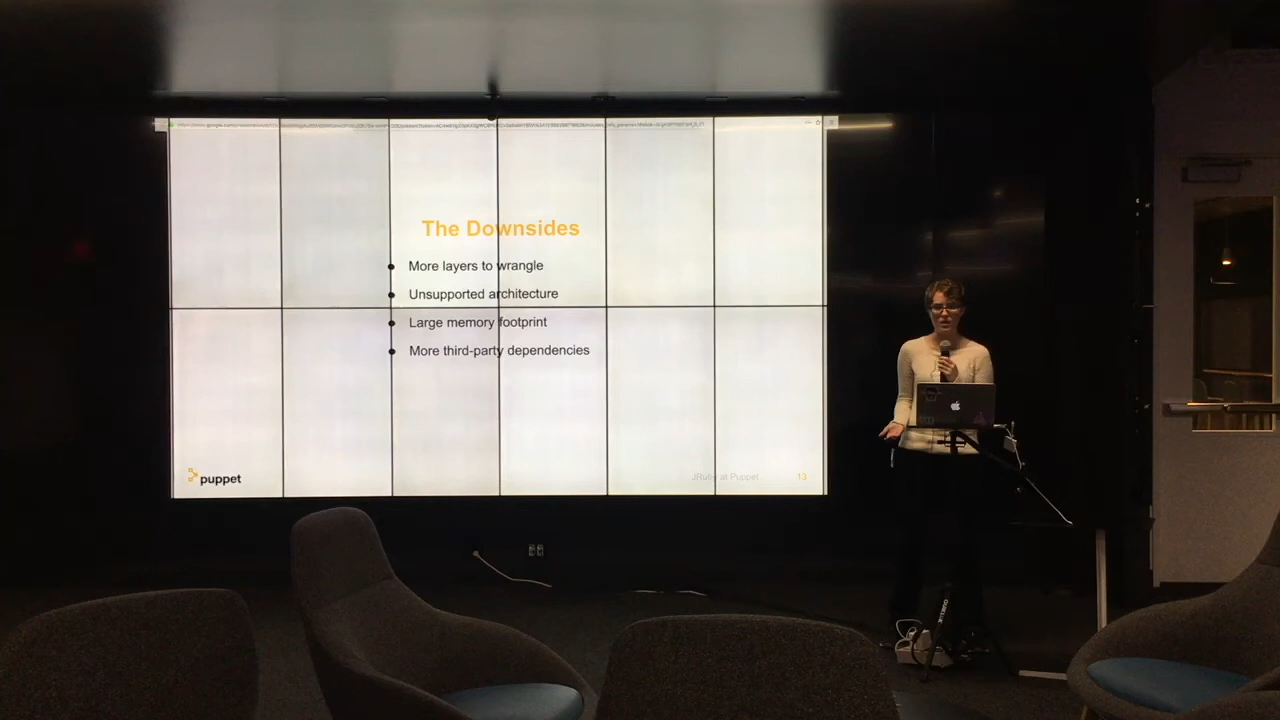 The Downsides
More layers to wrangle
Unsupported architecture
Large memory footprint
More third-party dependencies
puppet
JRuby at Puppet
13